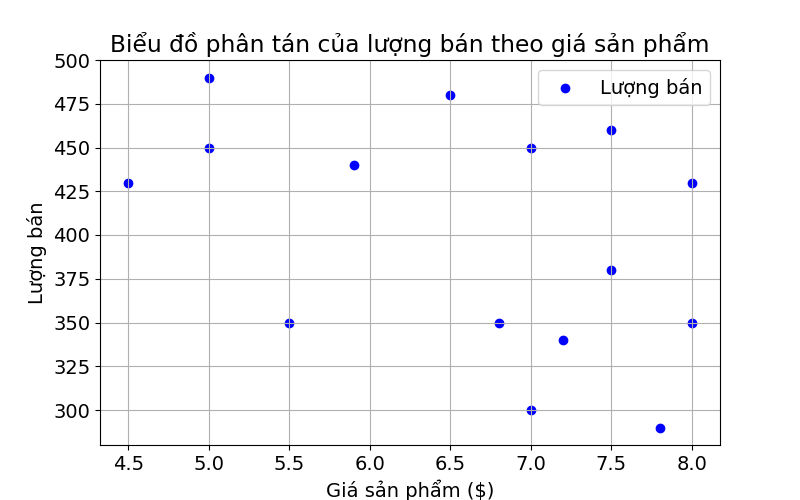 Biểu đồ phân tán của lượng bán theo giá sản phẩm
500
475
450
425
400
375
350
325
300
Lượng bán
Lượng bán
4.5 5.0 5.5 6.0 6.5 7.0 7.5 8.0
Giá sản phẩm ($)